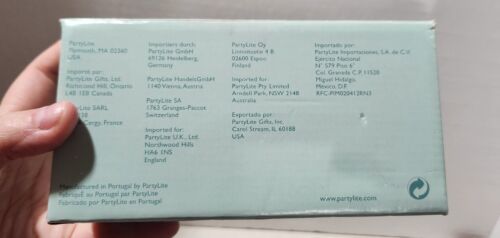 PartyLite
Plymouth, MA 02360
USA
Importé par:
PartyLite Gifts, Ltd.
Richmond Hill, Ontario
L4B 1E8 Canada
PartyLite SARL
Cergy, France
Importiert durch:
PartyLite GmbH
69126 Heidelberg,
Germany
PartyLite HandelsGmbH
1140 Vienna, Austria
PartyLite SA
1763 Granges-Paccot
Switzerland
Imported for:
PartyLite U.K., Ltd.
Northwood Hills
HA6 1NS
England
PartyLite Oy
Linnoitustie 4 B
02600 Espoo
Finland
Imported for:
PartyLite Pty Limited
Arndell Park, NSW 2148
Australia
Exportado por:
PartyLite Gifts, Inc.
Carol Stream, IL 60188
USA
Importado por:
PartyLite Importaciones, S.A. de C.V.
Ejército Nacional
N° 579 Piso 6°
Col. Granada C.P. 11520
Miguel Hidalgo
México, D.F.
RFC-PIM020412RN3
Manufactured in Portugal by PartyLite
Fabriqué au Portugal par PartyLite
Fabricado por PartyLite en Portugal
www.partylite.com